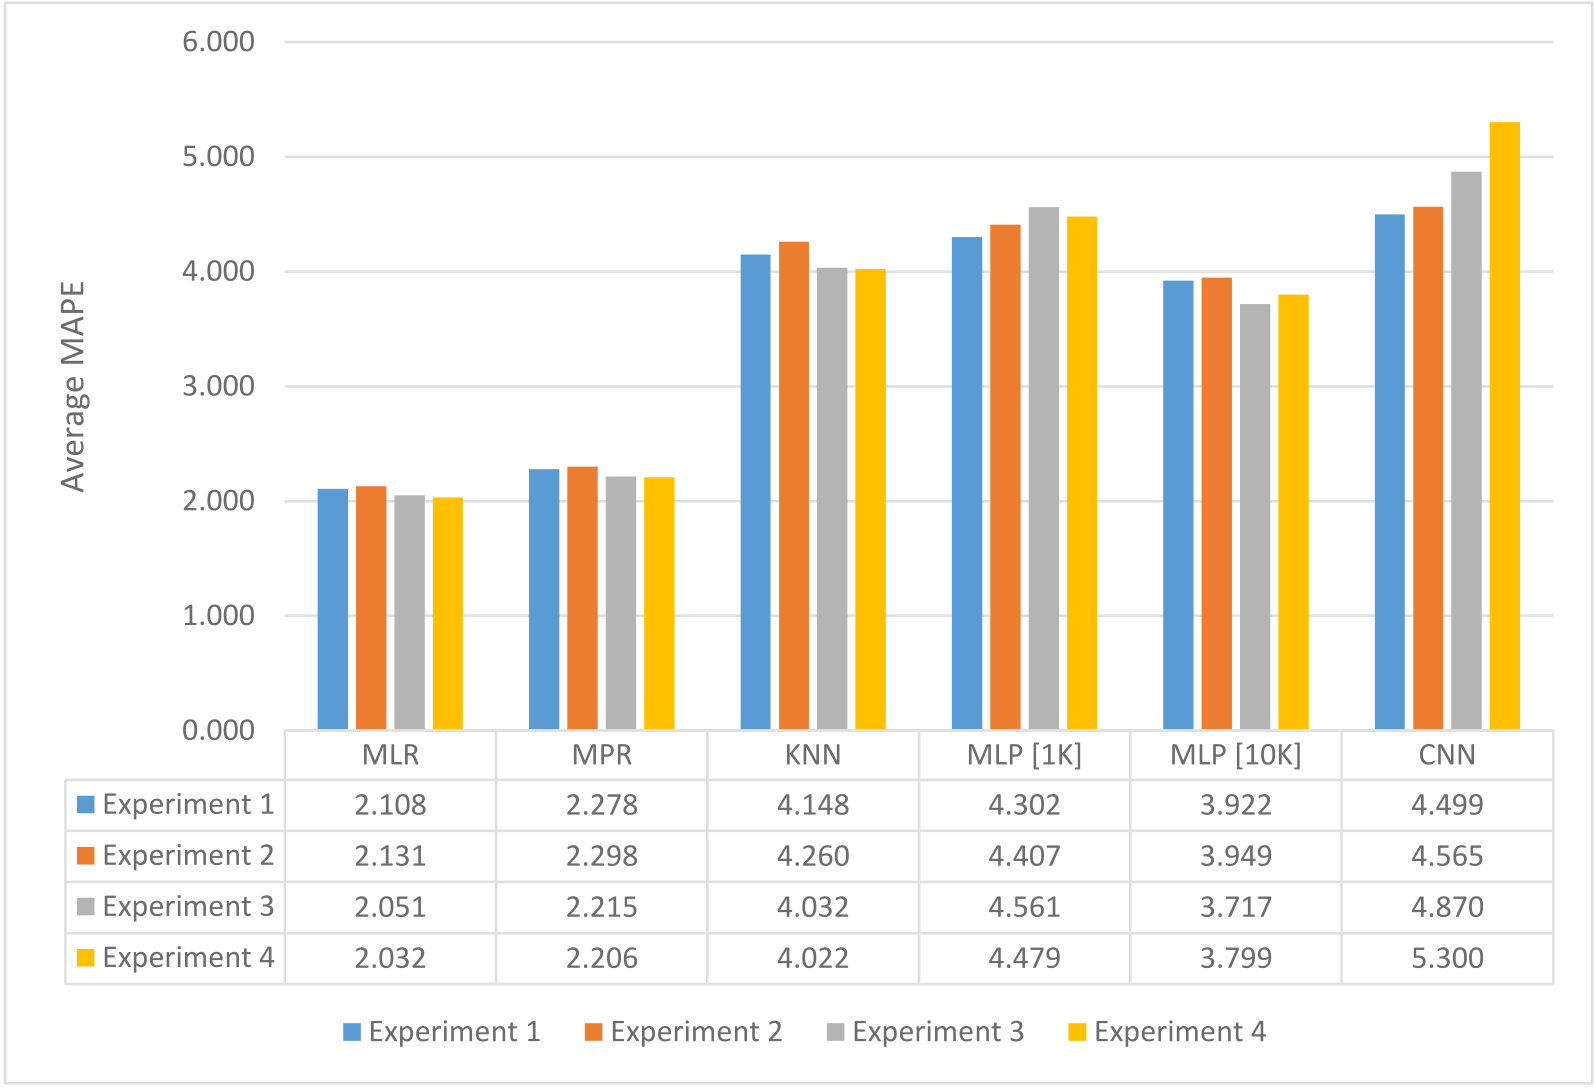 6.000
5.000
4.000
3.000
2.000
1.000
0.000
Average MAPE
MLR MPR KNN MLP [1K] MLP [10K] CNN
Experiment 1 2.108 2.278 4.148 4.302 3.922 4.499
Experiment 2 2.131 2.298 4.260 4.407 3.949 4.565
Experiment 3 2.051 2.215 4.032 4.561 3.717 4.870
Experiment 4 2.032 2.206 4.022 4.479 3.799 5.300
Experiment 1 Experiment 2 Experiment 3 Experiment 4